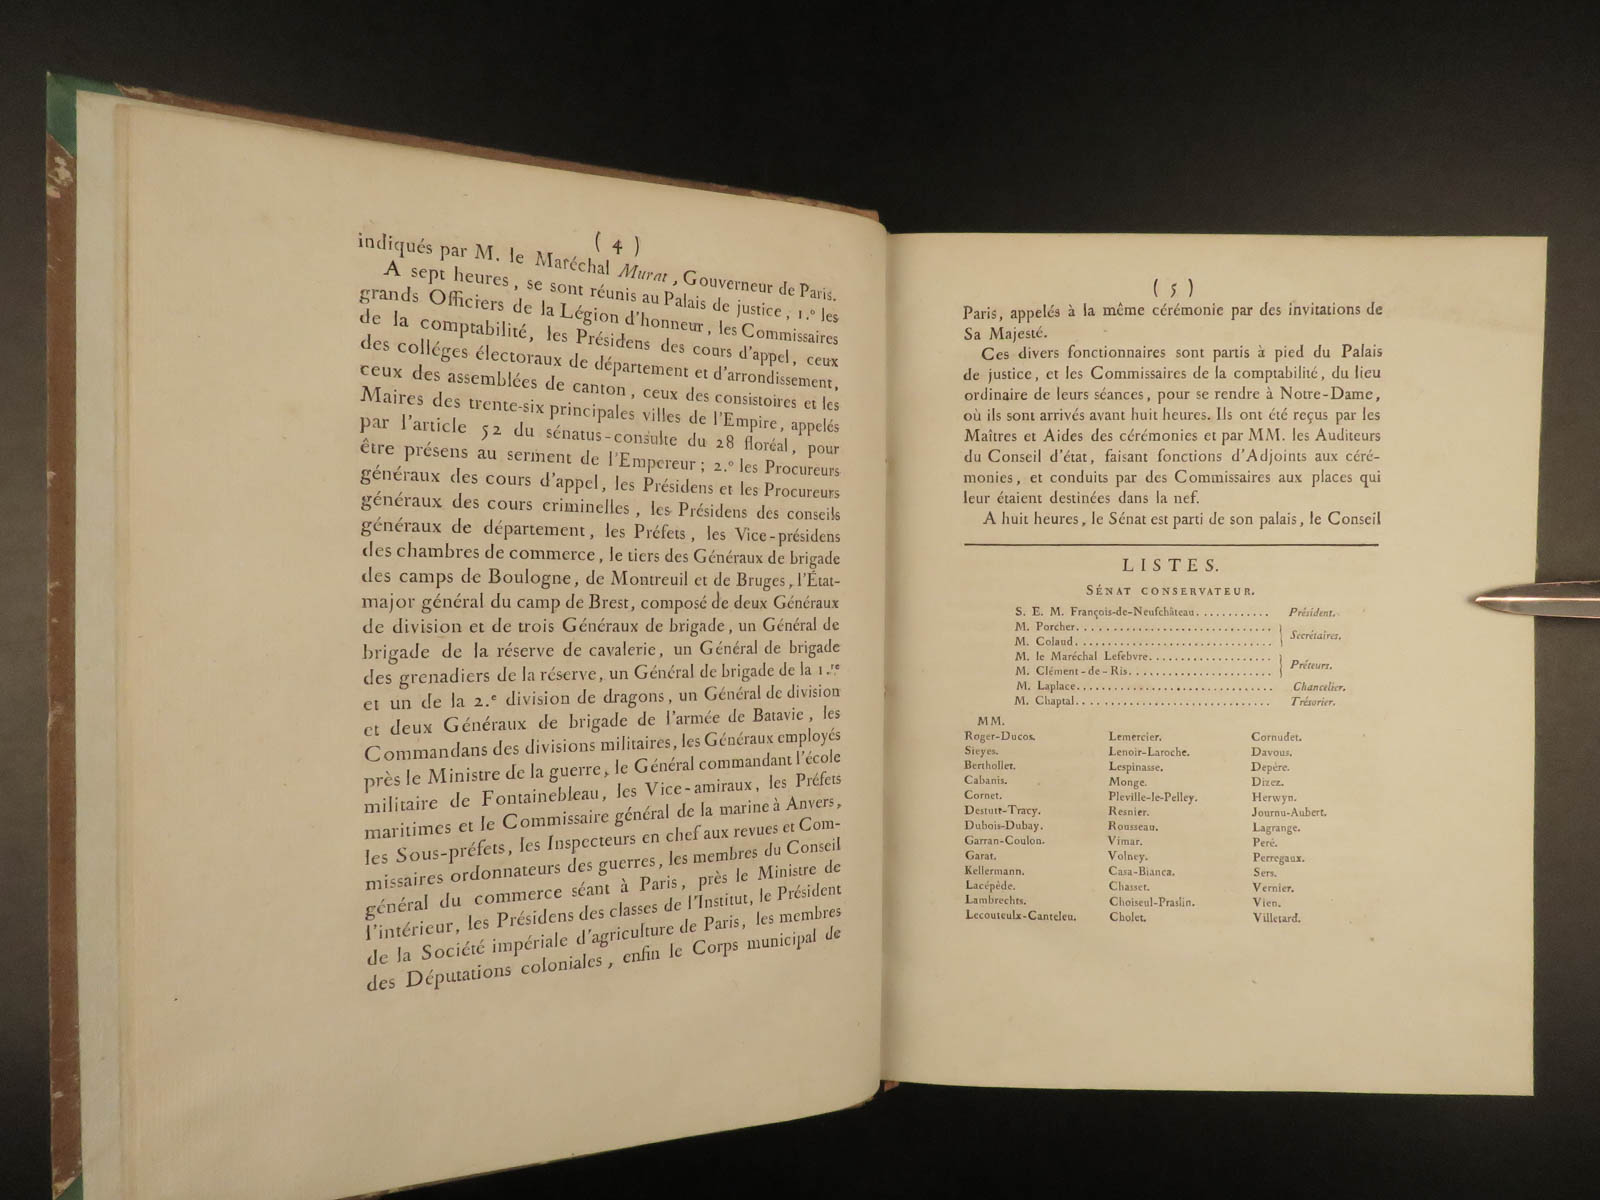 ( 4 )
indiqués par M. le Maréchal Murat, Gouverneur de Paris.
A sept heures, se sont réunis au Palais de justice, 1.º les
grands Officiers de la Légion d'honneur, les Commissaires
de la comptabilité, les Présidens des cours d'appel, ceux
des colléges électoraux de département et d'arrondissement,
ceux des assemblées de canton, ceux des consistoires et les
Maires des trente-six principales villes de l'Empire, appelés
par l'article 52 du sénatus-consulte du 28 floréal, pour
être présens au serment de l'Empereur; 2.º les Procureurs
généraux des cours d'appel, les Présidens et les Procureurs
généraux des cours criminelles, les Présidens des conseils
généraux de département, les Préfets, les Vice-présidens
des chambres de commerce, le tiers des Généraux de brigade
des camps de Boulogne, de Montreuil et de Bruges, l'État-
major général du camp de Brest, composé de deux Généraux
de division et de trois Généraux de brigade, un Général de
brigade de la réserve de cavalerie, un Général de brigade
des grenadiers de la réserve, un Général de brigade de la 1.re
et un de la 2.e division de dragons, un Général de division
et deux Généraux de brigade de l'armée de Batavie, les
Commandans des divisions militaires, les Généraux employés
près le Ministre de la guerre, le Général commandant l'école
militaire de Fontainebleau, les Vice-amiraux, les Préfets
maritimes et le Commissaire général de la marine à Anvers,
les Sous-préfets, les Inspecteurs en chef aux revues et Com-
missaires ordonnateurs des guerres, les membres du Conseil
général du commerce séant à Paris, près le Ministre de
l'intérieur, les Présidens des classes de l'Institut, le Président
de la Société impériale d'agriculture de Paris, les membres
des Députations coloniales, enfin le Corps municipal de
( 5 )
Paris, appelés à la même cérémonie par des invitations de
Sa Majesté.
Ces divers fonctionnaires sont partis à pied du Palais
de justice, et les Commissaires de la comptabilité, du lieu
ordinaire de leurs séances, pour se rendre à Notre-Dame,
où ils sont arrivés avant huit heures. Ils ont été reçus par les
Maîtres et Aides des cérémonies et par MM. les Auditeurs
du Conseil d'état, faisant fonctions d'Adjoints aux céré-
monies, et conduits par des Commissaires aux places qui
leur étaient destinées dans la nef.
A huit heures, le Sénat est parti de son palais, le Conseil
LISTES.
SÉNAT CONSERVATEUR.
S. E. M. François-de-Neufchâteau............ Président.
M. Porcher..............................
M. Colaud.............................. } Secrétaires.
M. le Maréchal Lefebvre...................
M. Clément-de-Ris....................... } Préteurs.
M. Laplace.............................. Chancelier.
M. Chaptal.............................. Trésorier.
MM.
Roger-Ducos.
Sieyes.
Berthollet.
Cabanis.
Cornet.
Destutt-Tracy.
Dubois-Dubay.
Garran-Coulon.
Garat.
Kellermann.
Lacépède.
Lambrechts.
Lecouteulx-Canteleu.
Lemercier.
Lenoir-Laroche.
Lespinasse.
Monge.
Pléville-le-Pelley.
Resnier.
Rousseau.
Vimar.
Volney.
Casa-Bianca.
Chasset.
Choiseul-Praslin.
Cholet.
Cornudet.
Davous.
Depère.
Dizez.
Herwyn.
Journu-Aubert.
Lagrange.
Peré.
Perregaux.
Sers.
Vernier.
Vien.
Villetard.